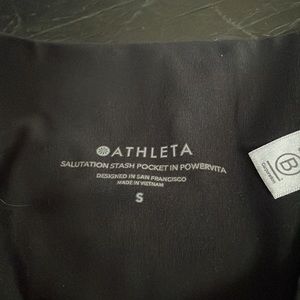 ATHLETA
SALUTATION STASH POCKET IN POWERVITA
DESIGNED IN SAN FRANCISCO
MADE IN VIETNAM
S
B